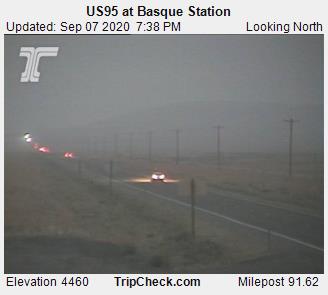 US95 at Basque Station
Updated: Sep 07 2020 7:38 PM Looking North
Elevation 4460 TripCheck.com Milepost 91.62